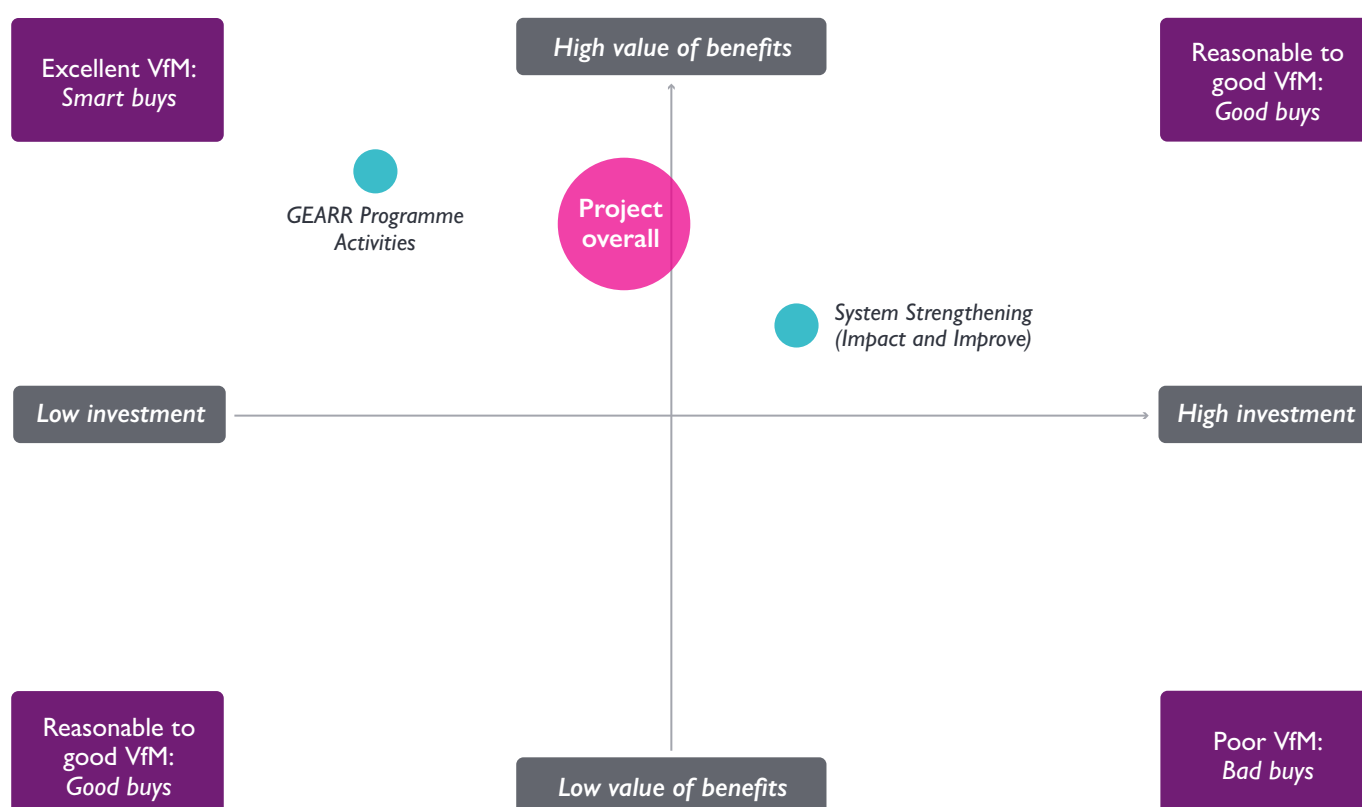 Excellent VfM:
Smart buys
High value of benefits
Reasonable to
good VfM:
Good buys
GEARR Programme
Activities
Project
overall
System Strengthening
(Impact and Improve)
Low investment
High investment
Reasonable to
good VfM:
Good buys
Low value of benefits
Poor VfM:
Bad buys